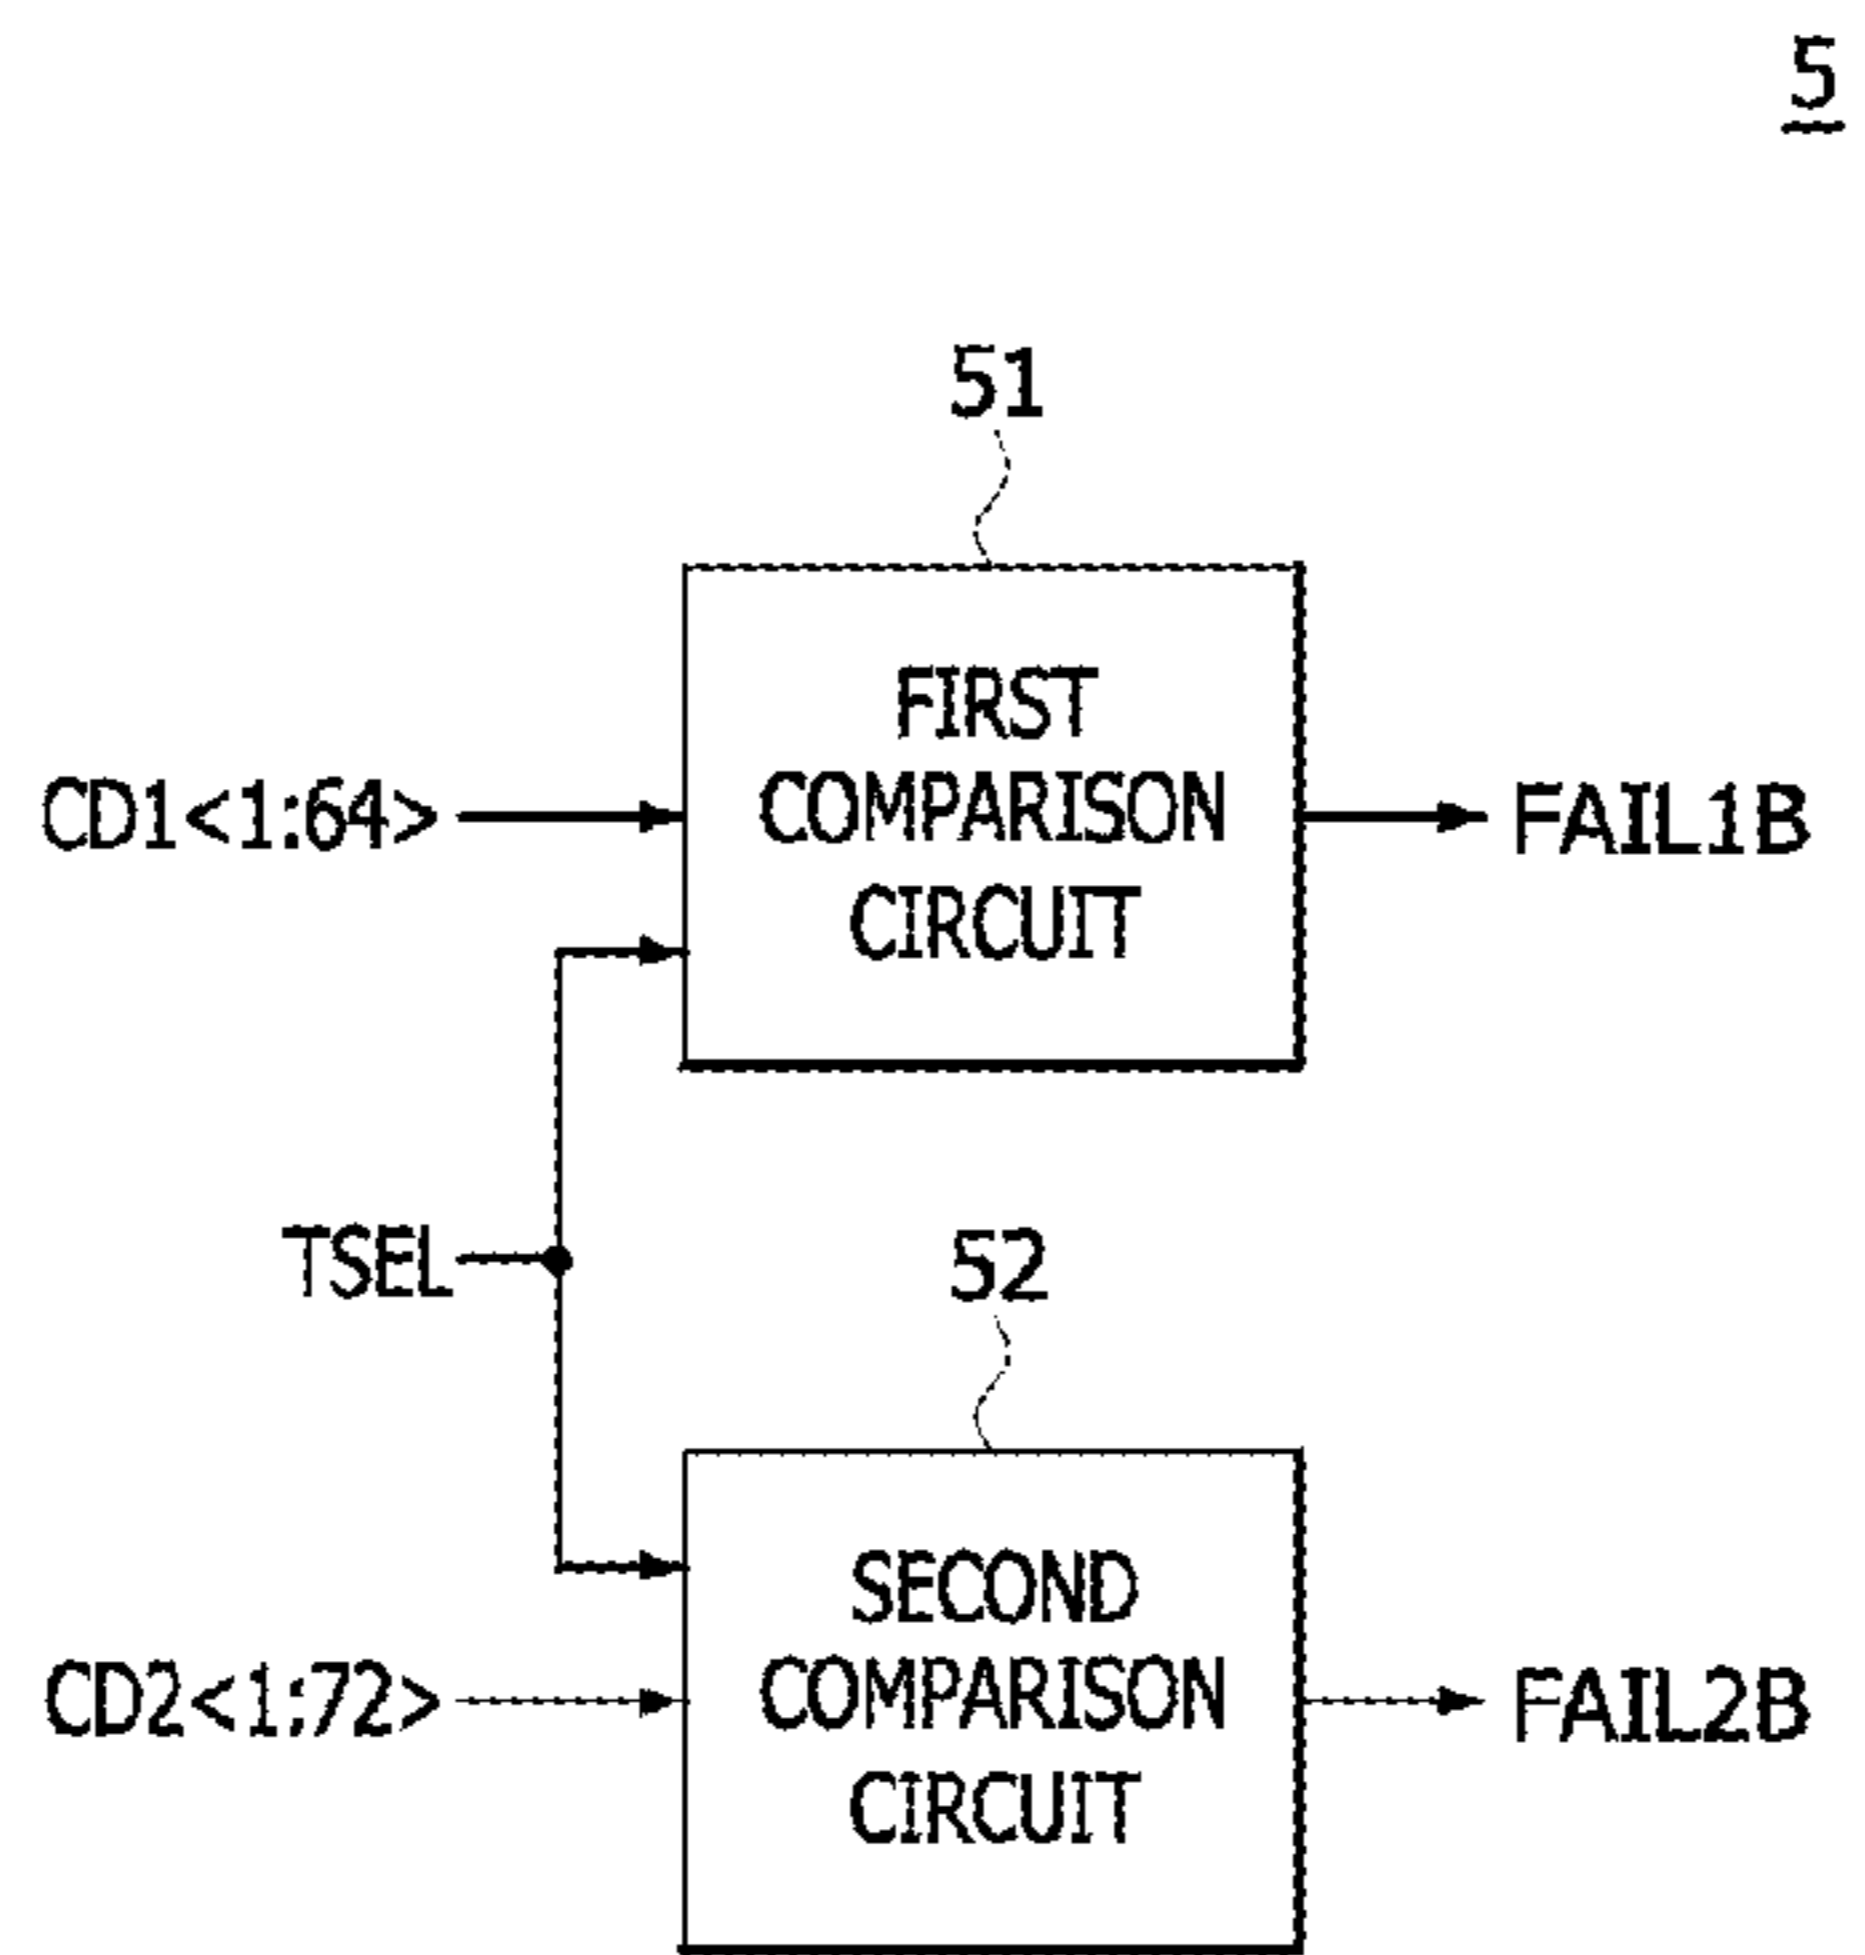 5
51
FIRST
COMPARISON
CIRCUIT
CD1<1:64>
FAIL1B
TSEL
52
SECOND
COMPARISON
CIRCUIT
CD2<1:72>
FAIL2B